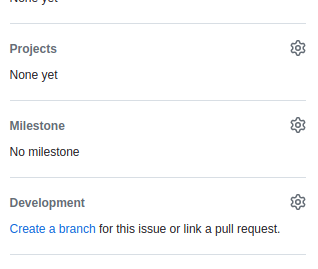 None yet
Projects
None yet
Milestone
No milestone
Development
Create a branch for this issue or link a pull request.